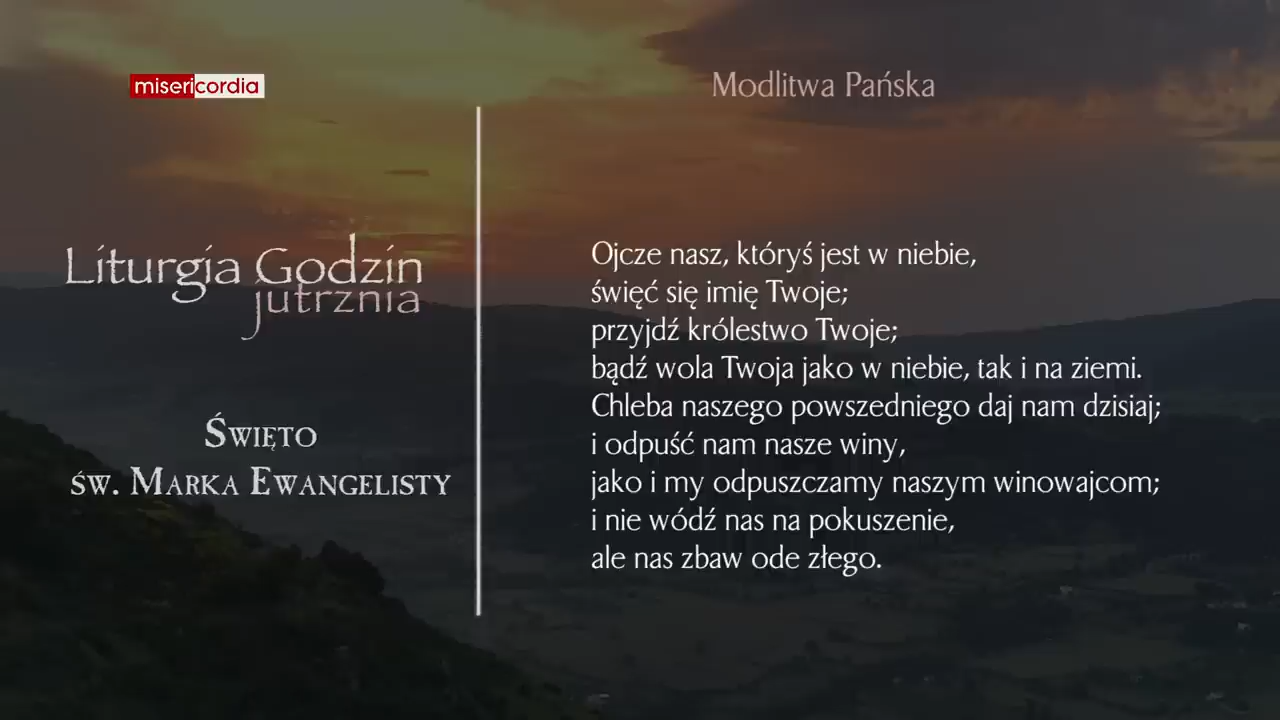 misericordia
Liturgia Godzin
jutrznia
Święto
św. Marka Ewangelisty
Modlitwa Pańska
Ojcze nasz, któryś jest w niebie,
święć się imię Twoje;
przyjdź królestwo Twoje;
bądź wola Twoja jako w niebie, tak i na ziemi.
Chleba naszego powszedniego daj nam dzisiaj;
i odpuść nam nasze winy,
jako i my odpuszczamy naszym winowajcom;
i nie wódź nas na pokuszenie,
ale nas zbaw ode złego.